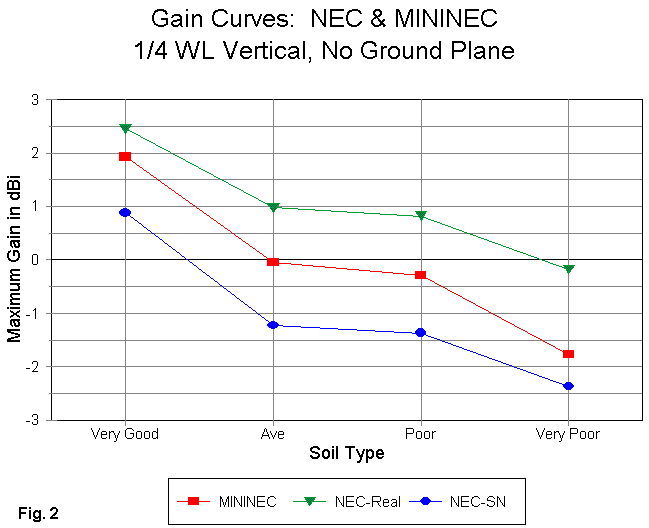 Gain Curves:  NEC & MININEC
1/4 WL Vertical, No Ground Plane
Maximum Gain in dBi
3
2
1
0
-1
-2
-3
Very Good
Ave
Poor
Very Poor
Soil Type
MININEC
NEC-Real
NEC-SN
Fig. 2